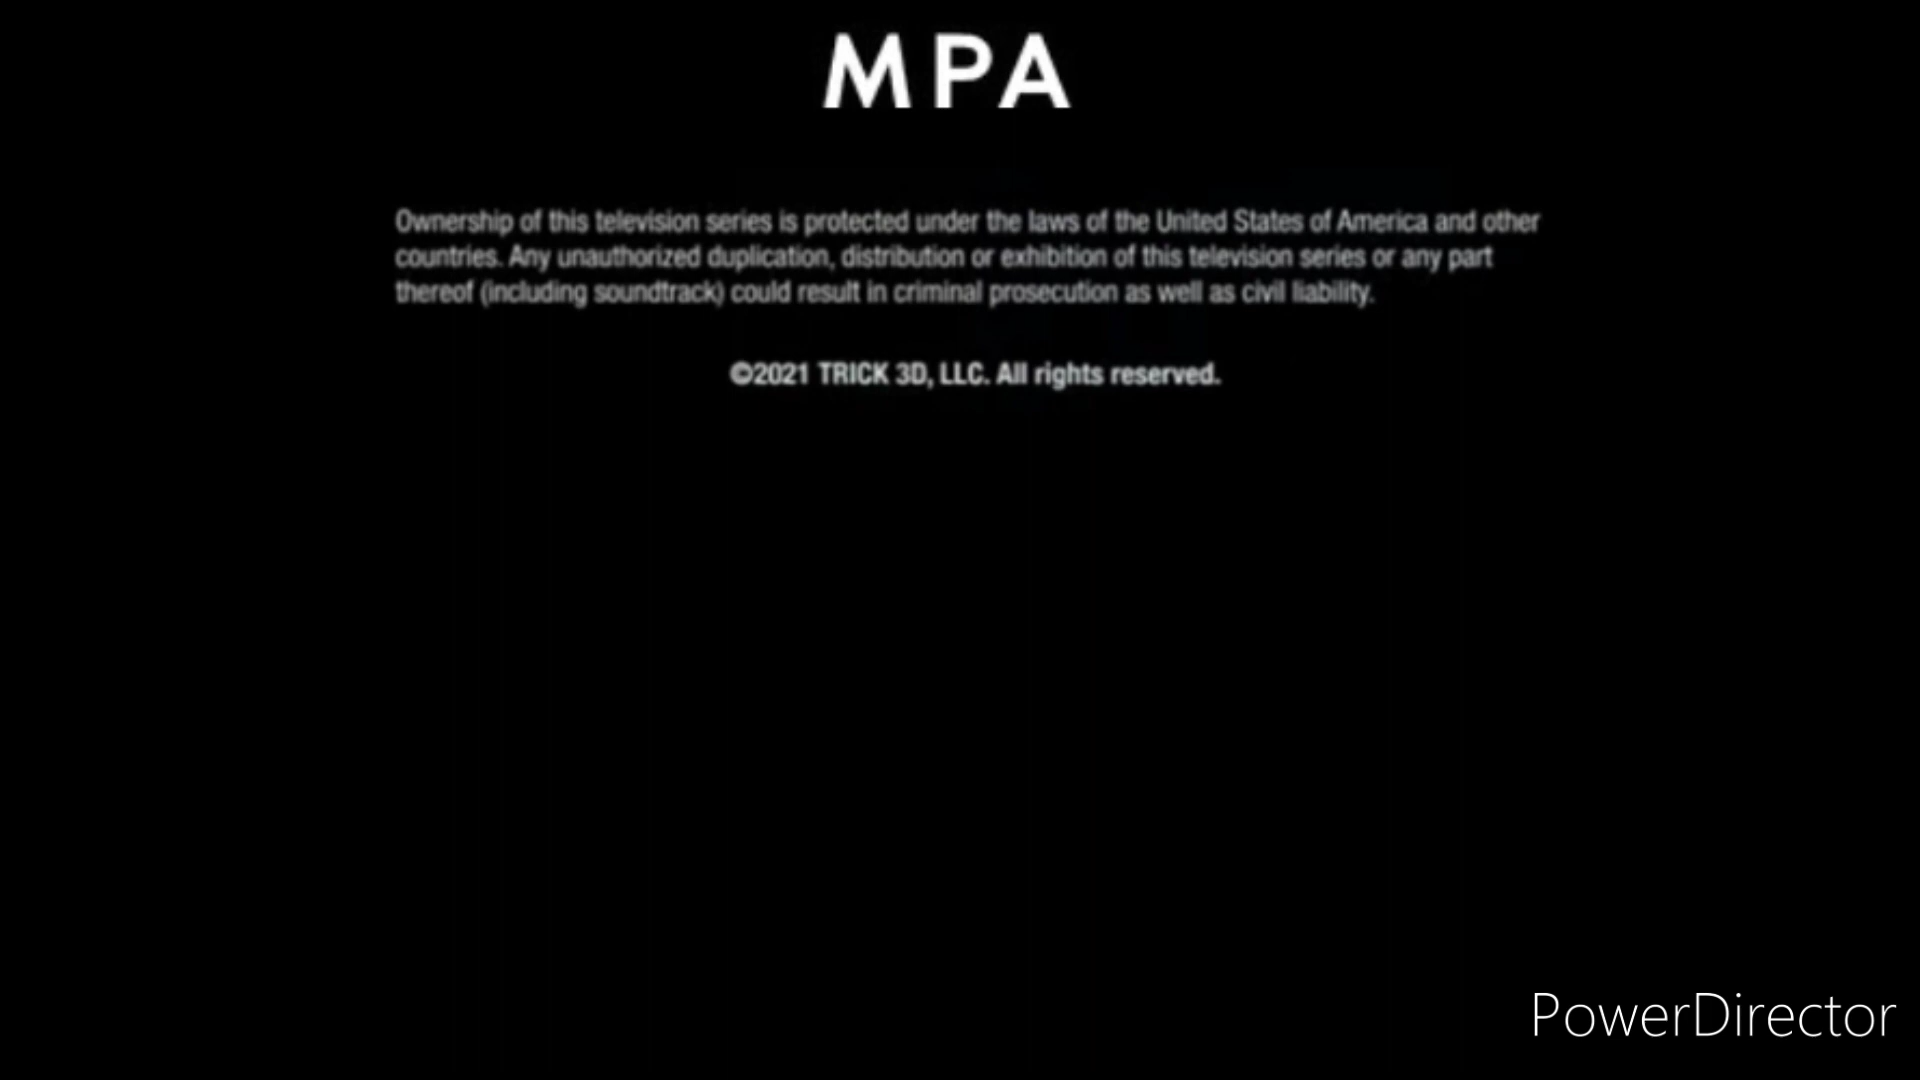 MPA
Ownership of this television series is protected under the laws of the United States of America and other
countries. Any unauthorized duplication, distribution or exhibition of this television series or any part
thereof (including soundtrack) could result in criminal prosecution as well as civil liability.
©2021 TRICK 3D, LLC. All rights reserved.
PowerDirector